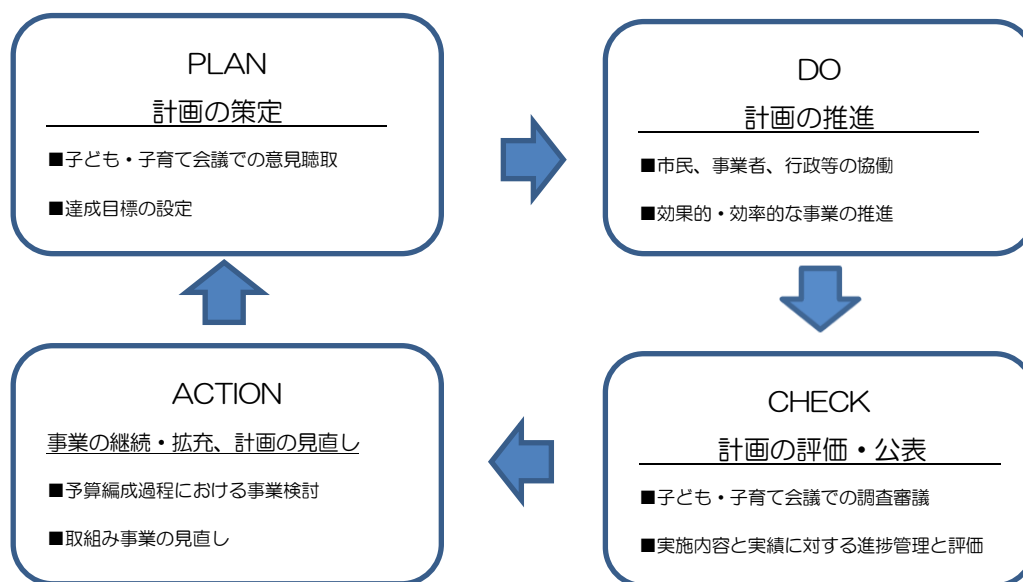 PLAN
計画の策定
■子ども・子育て会議での意見聴取
■達成目標の設定
DO
計画の推進
■市民、事業者、行政等の協働
■効果的・効率的な事業の推進
ACTION
事業の継続・拡充、計画の見直し
■予算編成過程における事業検討
■取組み事業の見直し
CHECK
計画の評価・公表
■子ども・子育て会議での調査審議
■実施内容と実績に対する進捗管理と評価